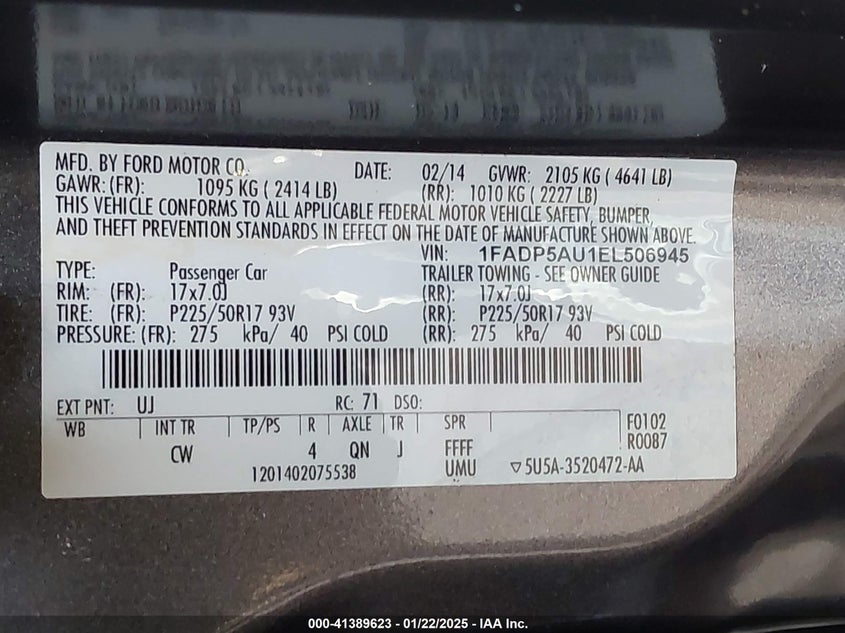 MFD. BY FORD MOTOR CO. DATE: 02/14 GVWR: 2105 KG ( 4641 LB)
GAWR: (FR): 1095 KG ( 2414 LB) (RR): 1010 KG ( 2227 LB)
THIS VEHICLE CONFORMS TO ALL APPLICABLE FEDERAL MOTOR VEHICLE SAFETY, BUMPER,
AND THEFT PREVENTION STANDARDS IN EFFECT ON THE DATE OF MANUFACTURE SHOWN ABOVE.
VIN: 1FADP5AU1EL506945
TYPE: Passenger Car TRAILER TOWING - SEE OWNER GUIDE
RIM: (FR): 17x7.0J (RR): 17x7.0J
TIRE: (FR): P225/50R17 93V (RR): P225/50R17 93V
PRESSURE: (FR): 275 kPa/ 40 PSI COLD (RR): 275 kPa/ 40 PSI COLD
EXT PNT: UJ RC: 71 DSO:
WB INT TR TP/PS R AXLE TR SPR F0102
CW 4 QN J FFFF R0087
1201402075538 UMU ▽5U5A-3520472-AA
000-41389623 - 01/22/2025 - IAA Inc.